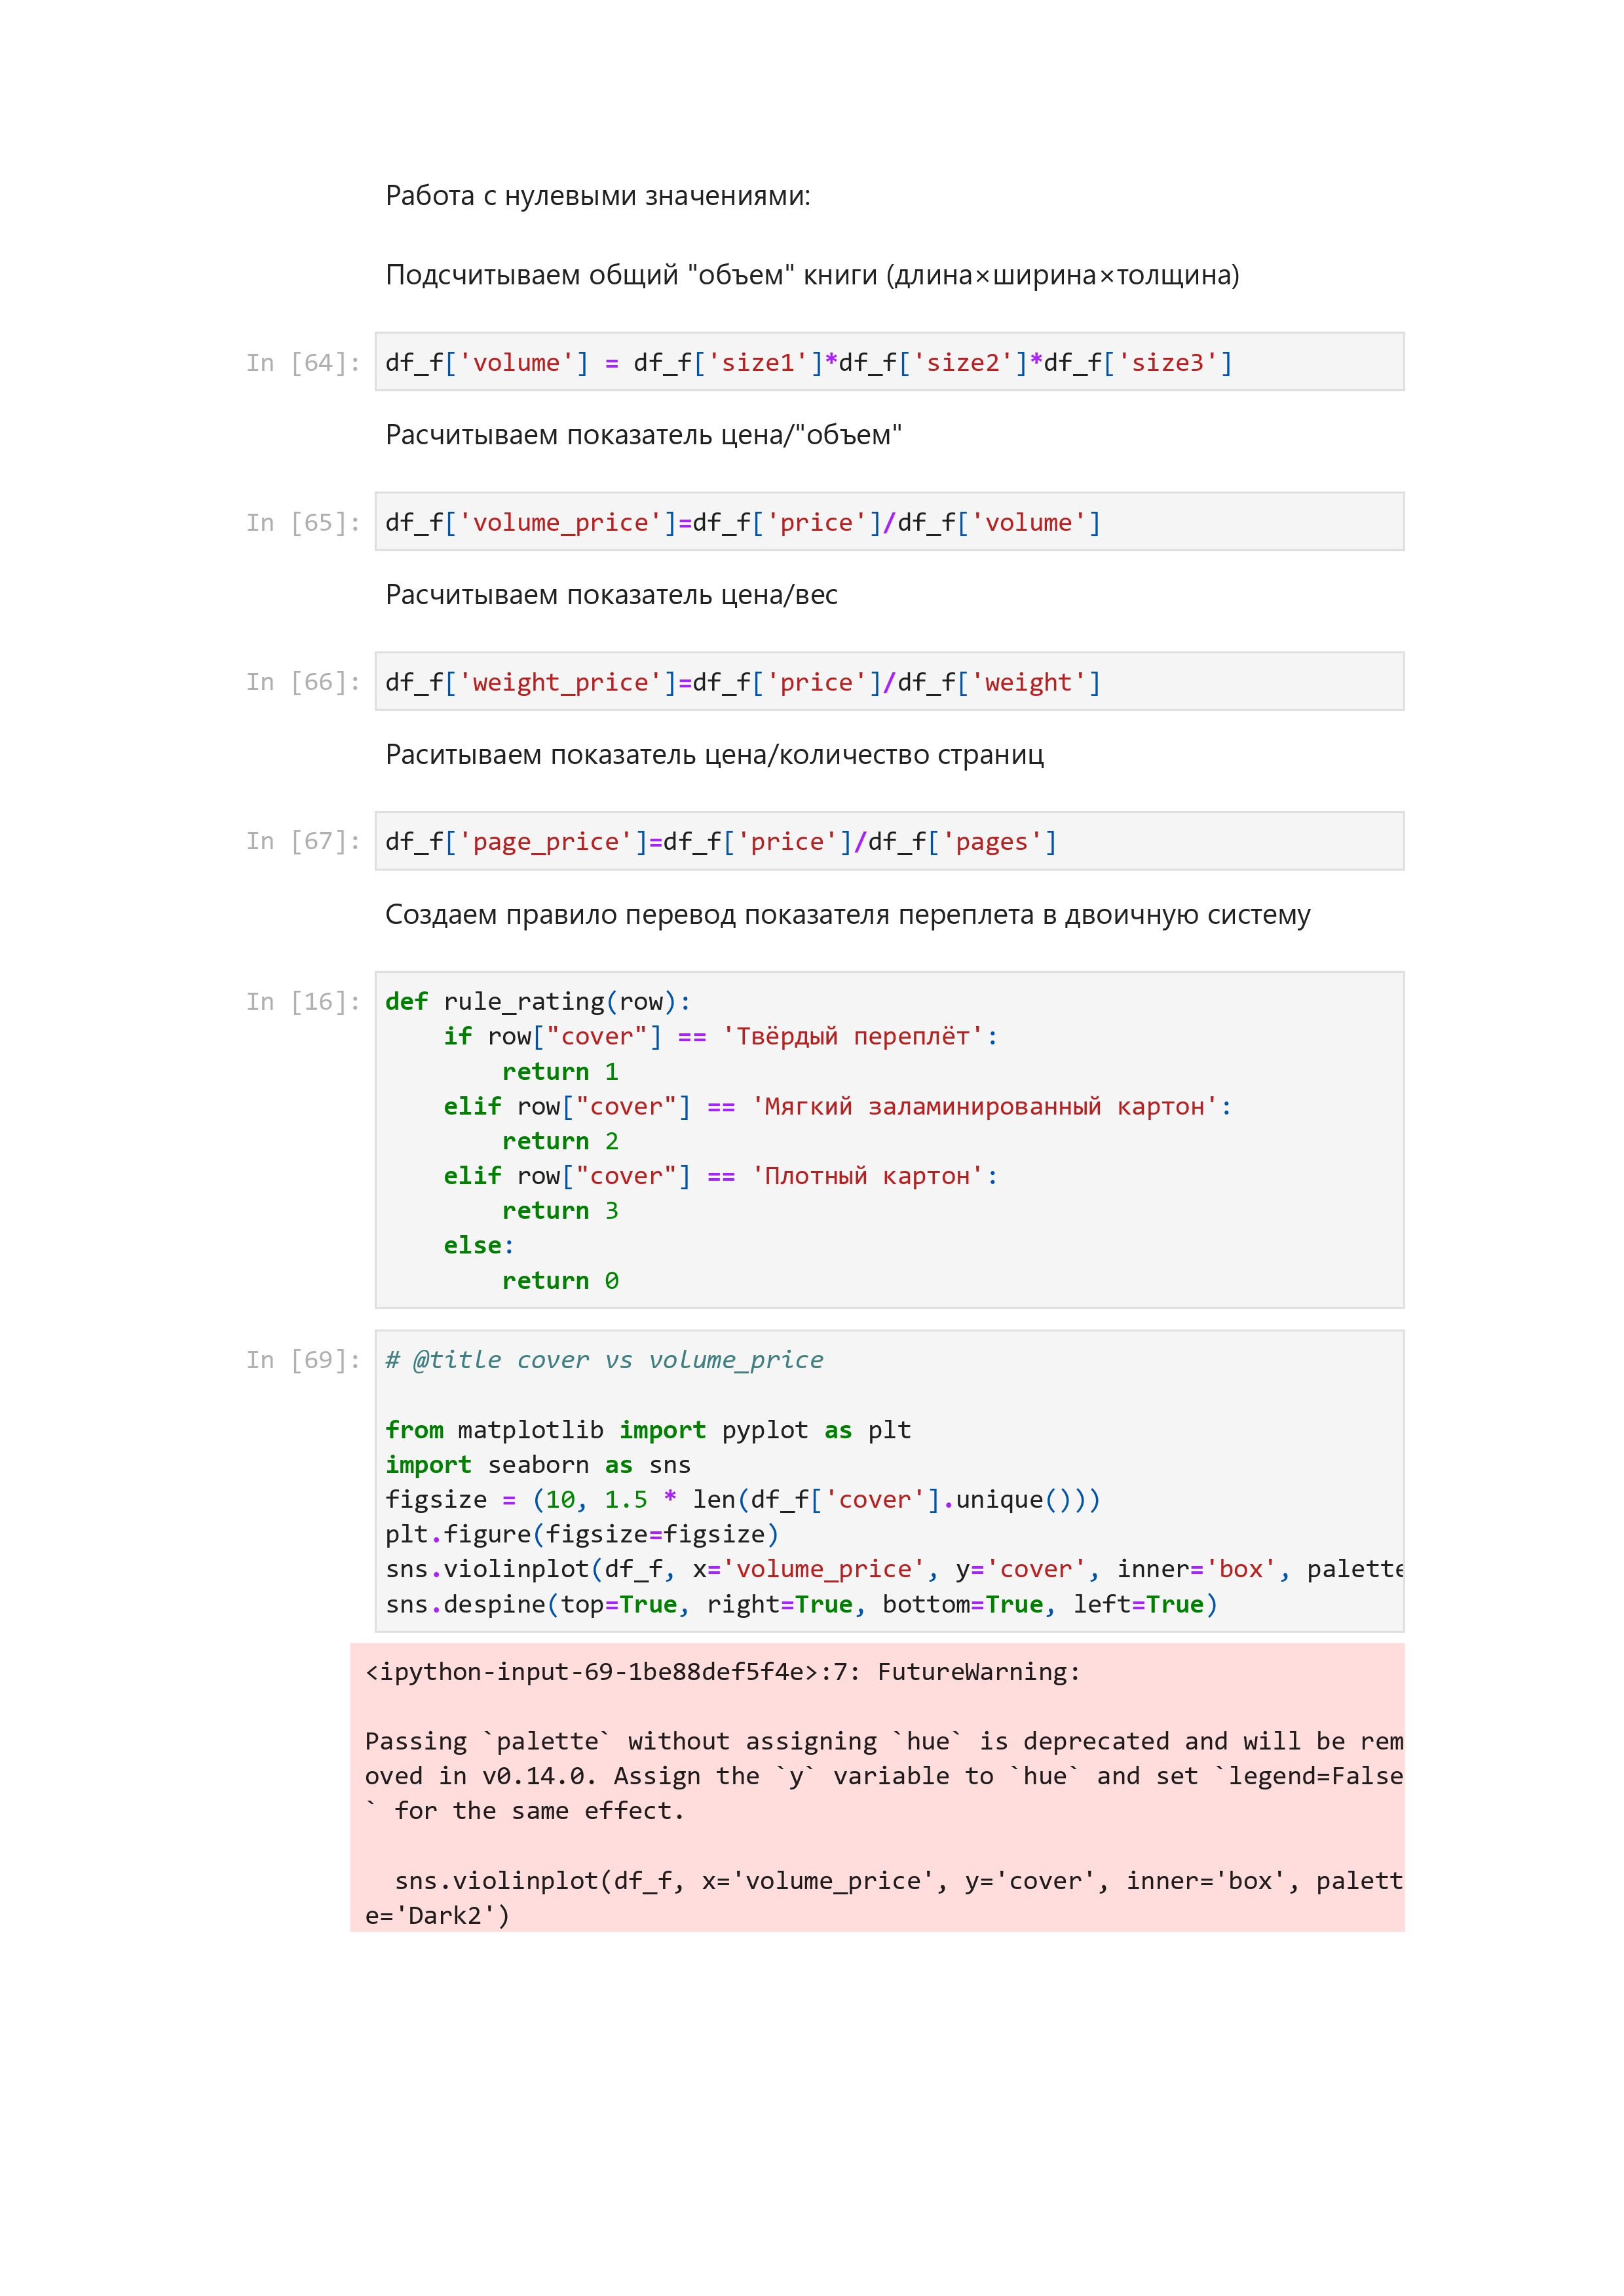 Работа с нулевыми значениями:
Подсчитываем общий "объем" книги (длина×ширина×толщина)
In [64]: df_f['volume'] = df_f['size1']*df_f['size2']*df_f['size3']
Расчитываем показатель цена/"объем"
In [65]: df_f['volume_price']=df_f['price']/df_f['volume']
Расчитываем показатель цена/вес
In [66]: df_f['weight_price']=df_f['price']/df_f['weight']
Раситываем показатель цена/количество страниц
In [67]: df_f['page_price']=df_f['price']/df_f['pages']
Создаем правило перевод показателя переплета в двоичную систему
In [16]: def rule_rating(row):
    if row["cover"] == 'Твёрдый переплёт':
        return 1
    elif row["cover"] == 'Мягкий заламинированный картон':
        return 2
    elif row["cover"] == 'Плотный картон':
        return 3
    else:
        return 0
In [69]: # @title cover vs volume_price
from matplotlib import pyplot as plt
import seaborn as sns
figsize = (10, 1.5 * len(df_f['cover'].unique()))
plt.figure(figsize=figsize)
sns.violinplot(df_f, x='volume_price', y='cover', inner='box', palette
sns.despine(top=True, right=True, bottom=True, left=True)
<ipython-input-69-1be88def5f4e>:7: FutureWarning:
Passing `palette` without assigning `hue` is deprecated and will be rem
oved in v0.14.0. Assign the `y` variable to `hue` and set `legend=False
` for the same effect.
  sns.violinplot(df_f, x='volume_price', y='cover', inner='box', palett
e='Dark2')